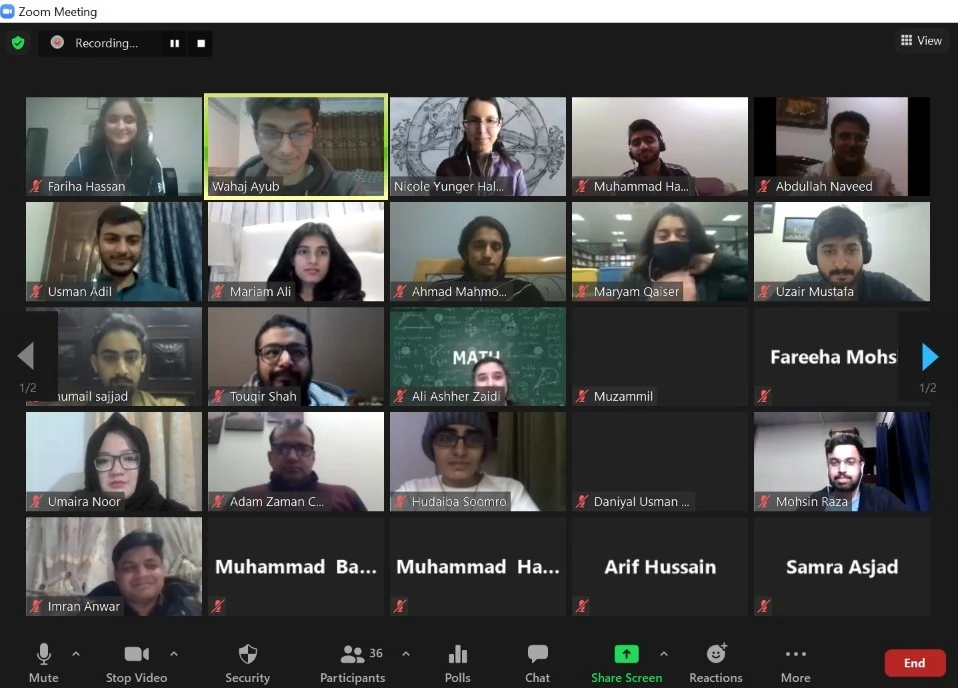 Zoom Meeting
Recording...
View
Fariha Hassan
Wahaj Ayub
Nicole Yunger Hal...
Muhammad Ha...
Abdullah Naveed
Usman Adil
Mariam Ali
Ahmad Mahmo...
Maryam Qaiser
Uzair Mustafa
1/2
humail sajjad
Touqir Shah
MATH
Ali Ashher Zaidi
Muzammil
Fareeha Mohs
1/2
Umaira Noor
Adam Zaman C...
Hudaiba Soomro
Daniyal Usman ...
Mohsin Raza
Imran Anwar
Muhammad Ba...
Muhammad Ha...
Arif Hussain
Samra Asjad
Mute
Stop Video
Security
36
Participants
Polls
Chat
Share Screen
Reactions
More
End